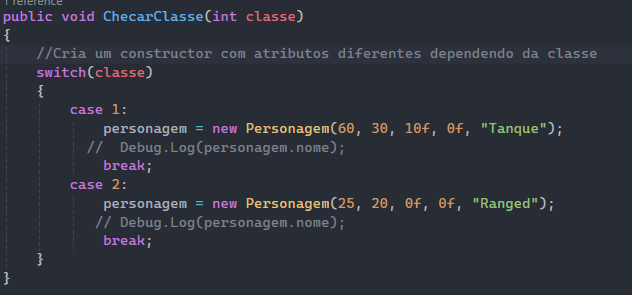 1 reference
public void ChecarClasse(int classe)
{
//Cria um constructor com atributos diferentes dependendo da classe
switch(classe)
{
case 1:
personagem = new Personagem(60, 30, 10f, 0f, "Tanque");
//  Debug.Log(personagem.nome);
break;
case 2:
personagem = new Personagem(25, 20, 0f, 0f, "Ranged");
// Debug.Log(personagem.nome);
break;
}
}